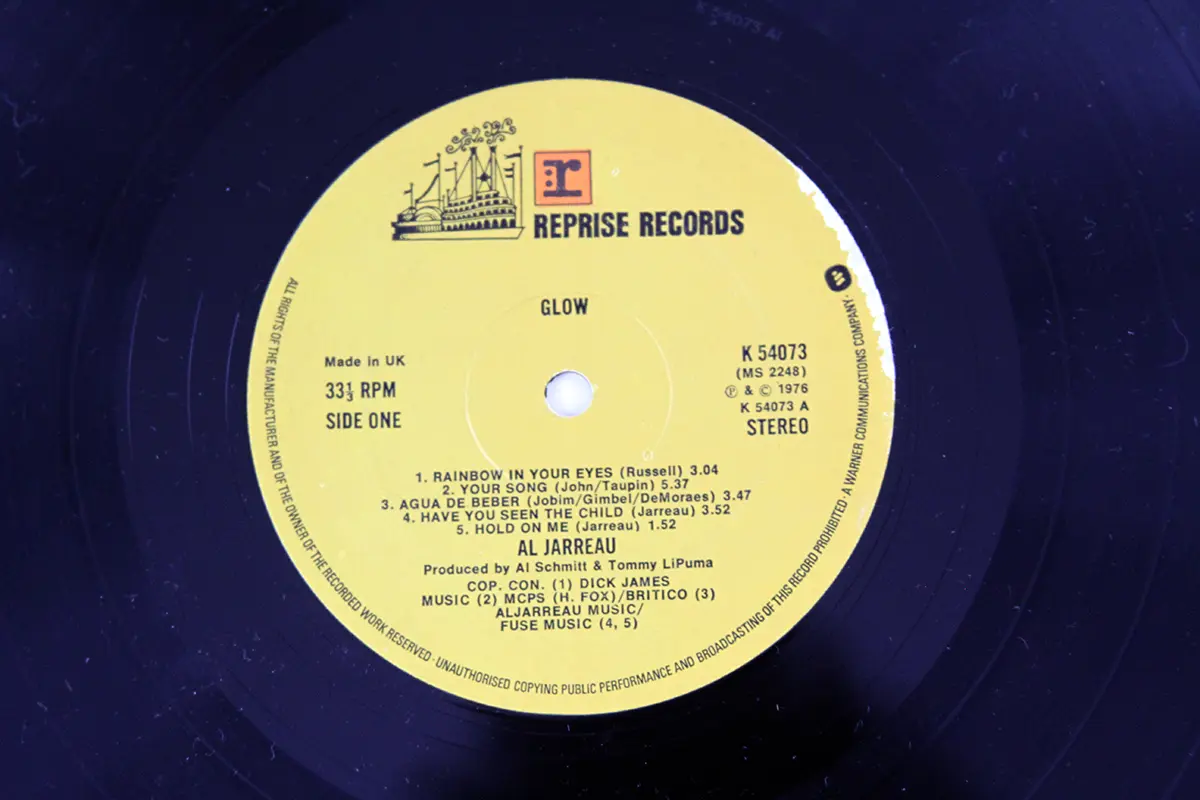 K 54073 A
r
REPRISE RECORDS
GLOW
Made in UK
33⅓ RPM
SIDE ONE
K 54073
(MS 2248)
Ⓟ & © 1976
K 54073 A
STEREO
1. RAINBOW IN YOUR EYES (Russell) 3.04
2. YOUR SONG (John/Taupin) 5.37
3. AGUA DE BEBER (Jobim/Gimbel/DeMoraes) 3.47
4. HAVE YOU SEEN THE CHILD (Jarreau) 3.52
5. HOLD ON ME (Jarreau) 1.52
AL JARREAU
Produced by Al Schmitt & Tommy LiPuma
COP. CON. (1) DICK JAMES
MUSIC (2) MCPS (H. FOX)/BRITICO (3)
ALJARREAU MUSIC/
FUSE MUSIC (4, 5)
ALL RIGHTS OF THE MANUFACTURER AND OF THE OWNER OF THE RECORDED WORK RESERVED · UNAUTHORISED COPYING PUBLIC PERFORMANCE AND BROADCASTING OF THIS RECORD PROHIBITED · A WARNER COMMUNICATIONS COMPANY ·